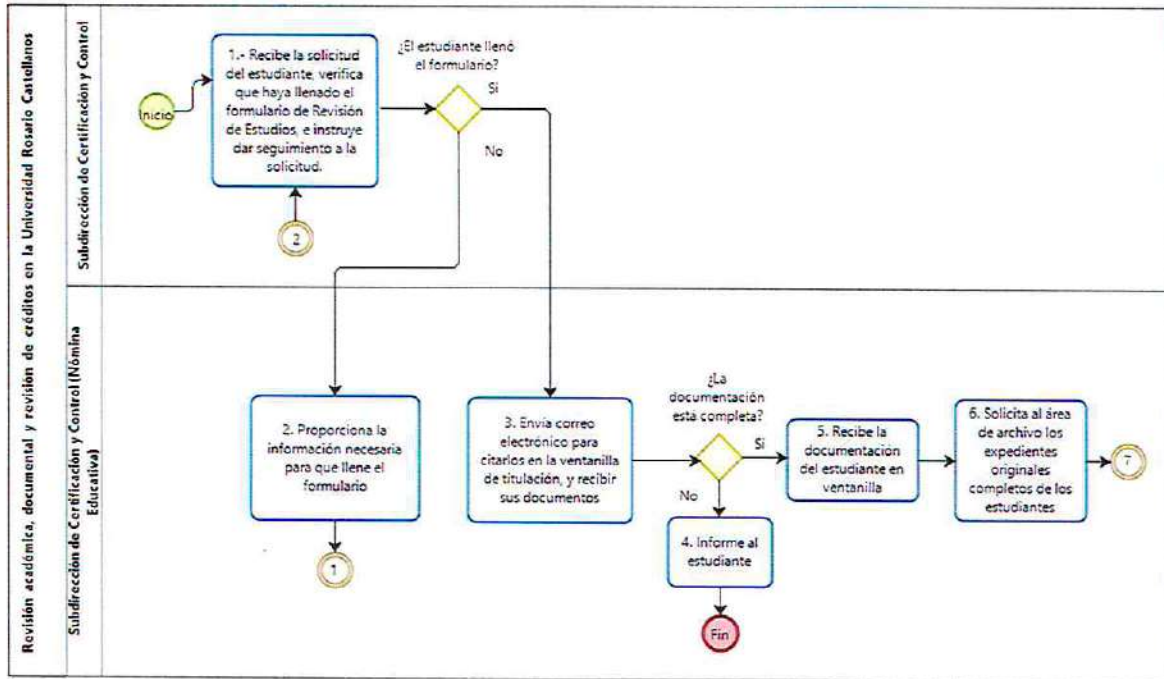 Revisión académica, documental y revisión de créditos en la Universidad Rosario Castellanos
Subdirección de Certificación y Control
Inicio
1.- Recibe la solicitud
del estudiante, verifica
que haya llenado el
formulario de Revisión
de Estudios, e instruye
dar seguimiento a la
solicitud.
2
¿El estudiante llenó
el formulario?
Si
No
Subdirección de Certificación y Control (Nómina
Educativa)
2. Proporciona la
información necesaria
para que llene el
formulario
1
3. Envía correo
electrónico para
citarlos en la ventanilla
de titulación, y recibir
sus documentos
¿La
documentación
está completa?
Si
No
4. Informe al
estudiante
Fin
5. Recibe la
documentación
del estudiante en
ventanilla
6. Solicita al área
de archivo los
expedientes
originales
completos de los
estudiantes
7